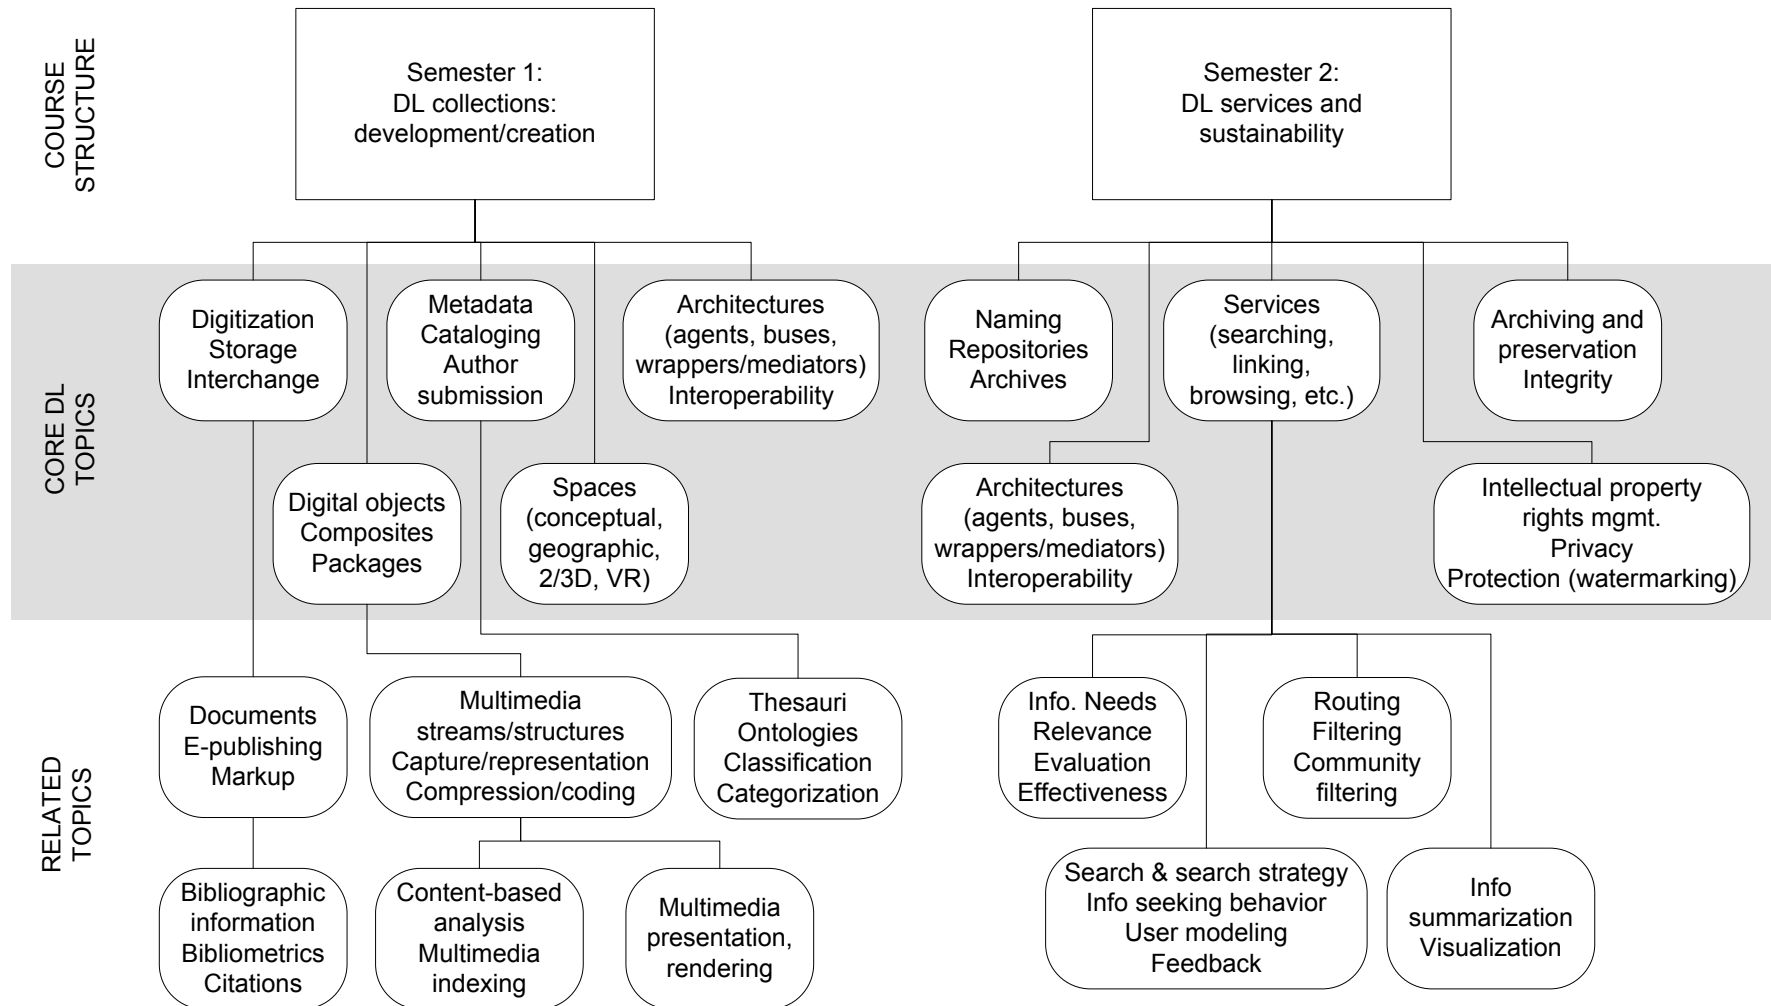 COURSE
STRUCTURE
Semester 1:
DL collections:
development/creation
Semester 2:
DL services and
sustainability
CORE DL
TOPICS
Digitization
Storage
Interchange
Metadata
Cataloging
Author
submission
Architectures
(agents, buses,
wrappers/mediators)
Interoperability
Naming
Repositories
Archives
Services
(searching,
linking,
browsing, etc.)
Archiving and
preservation
Integrity
Digital objects
Composites
Packages
Spaces
(conceptual,
geographic,
2/3D, VR)
Architectures
(agents, buses,
wrappers/mediators)
Interoperability
Intellectual property
rights mgmt.
Privacy
Protection (watermarking)
RELATED
TOPICS
Documents
E-publishing
Markup
Multimedia
streams/structures
Capture/representation
Compression/coding
Thesauri
Ontologies
Classification
Categorization
Info. Needs
Relevance
Evaluation
Effectiveness
Routing
Filtering
Community
filtering
Bibliographic
information
Bibliometrics
Citations
Content-based
analysis
Multimedia
indexing
Multimedia
presentation,
rendering
Search & search strategy
Info seeking behavior
User modeling
Feedback
Info
summarization
Visualization